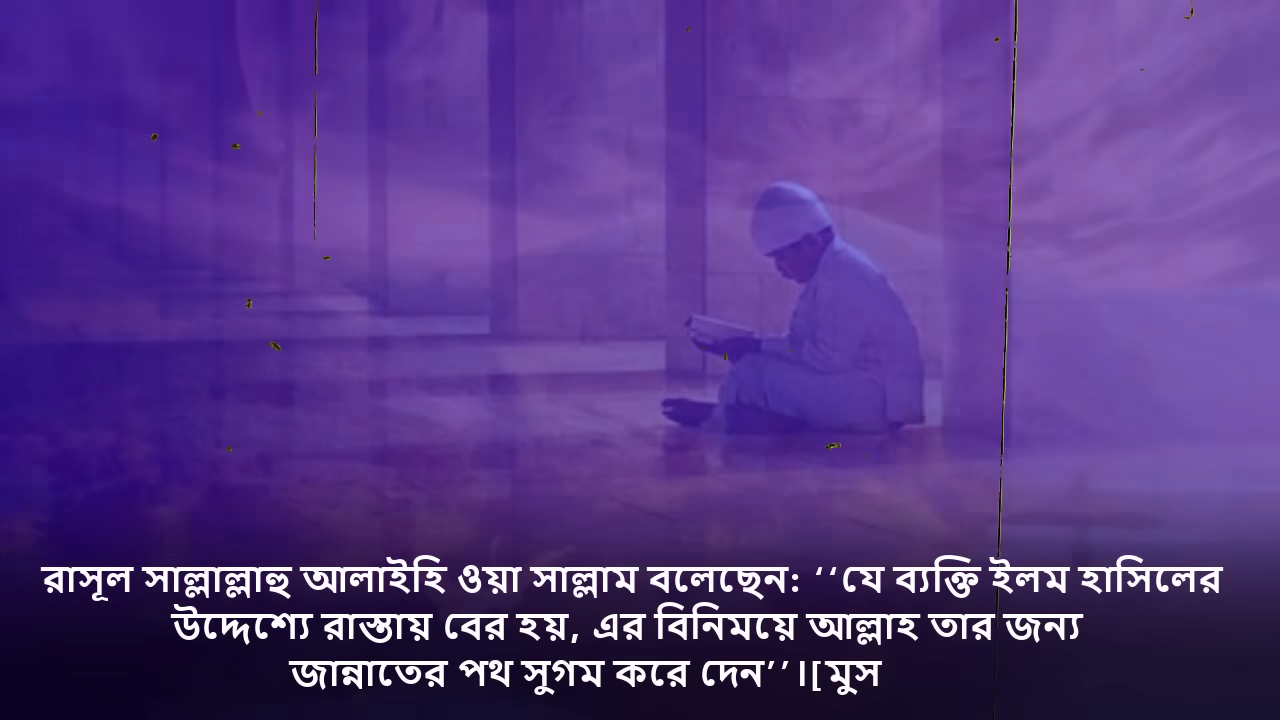 রাসূল সাল্লাল্লাহু আলাইহি ওয়া সাল্লাম বলেছেন: ‘‘যে ব্যক্তি ইলম হাসিলের
উদ্দেশ্যে রাস্তায় বের হয়, এর বিনিময়ে আল্লাহ তার জন্য
জান্নাতের পথ সুগম করে দেন’’।[মুস